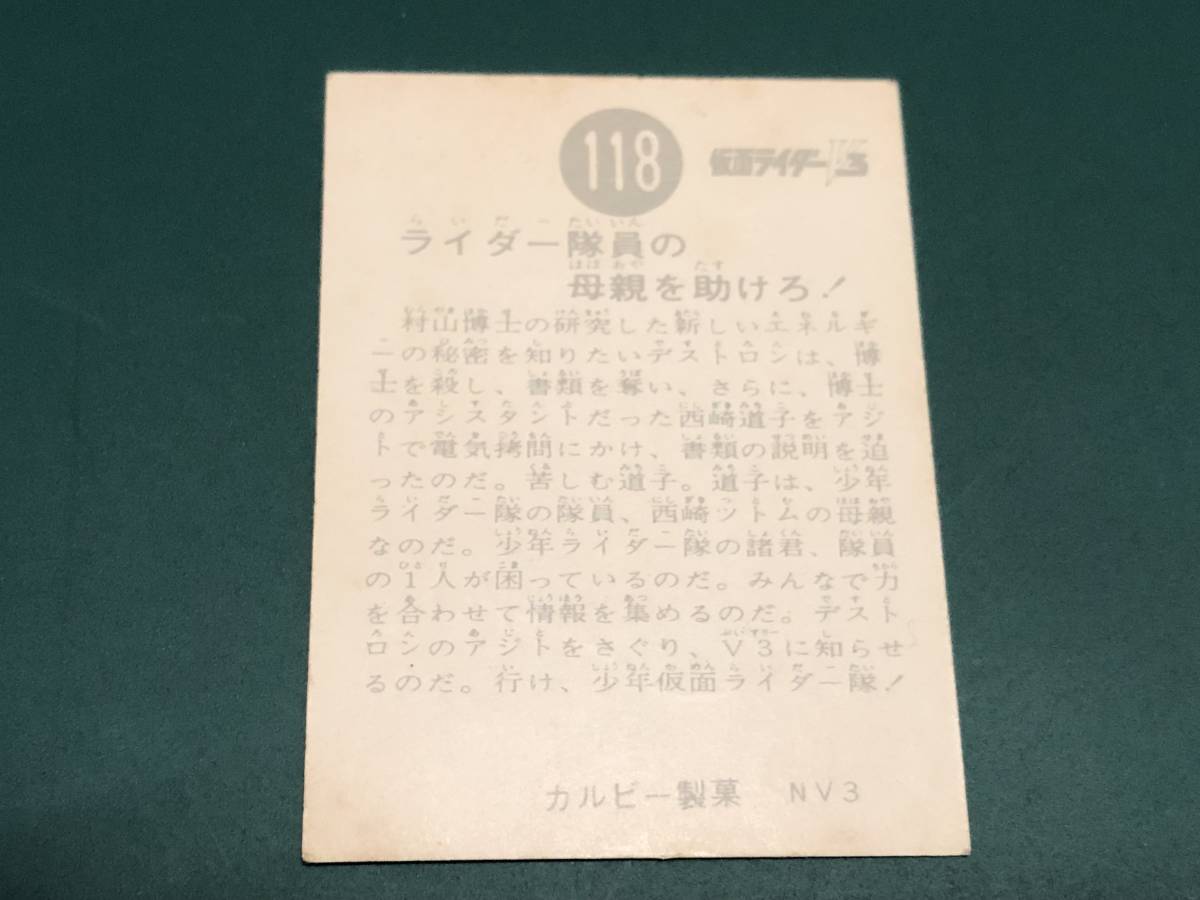 118 仮面ライダーV3
ライダー隊員の
母親を助けろ!
村山博士の研究した新しいエネルギ
ーの秘密を知りたいデストロンは、博
士を殺し、書類を奪い、さらに、博士
のアシスタントだった西崎道子をアジ
トで電気拷問にかけ、書類の説明を迫
ったのだ。苦しむ道子。道子は、少年
ライダー隊の隊員、西崎ツトムの母親
なのだ。少年ライダー隊の諸君、隊員
の1人が困っているのだ。みんなで力
を合わせて情報を集めるのだ。デスト
ロンのアジトをさぐり、V3に知らせ
るのだ。行け、少年仮面ライダー隊!
カルビー製菓 NV3